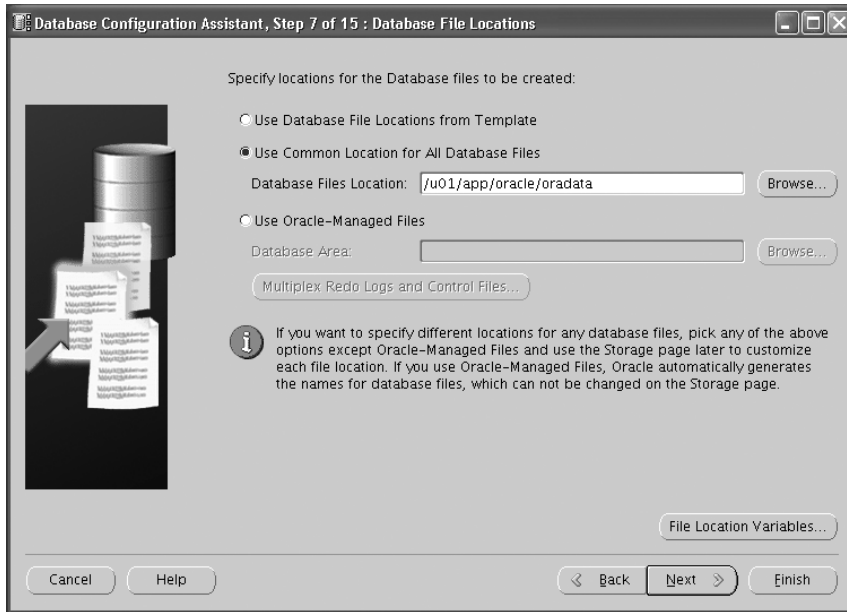 Database Configuration Assistant, Step 7 of 15 : Database File Locations
Specify locations for the Database files to be created:
Use Database File Locations from Template
Use Common Location for All Database Files
Database Files Location: /u01/app/oracle/oradata Browse...
Use Oracle-Managed Files
Database Area: Browse...
Multiplex Redo Logs and Control Files...
If you want to specify different locations for any database files, pick any of the above
options except Oracle-Managed Files and use the Storage page later to customize
each file location. If you use Oracle-Managed Files, Oracle automatically generates
the names for database files, which can not be changed on the Storage page.
File Location Variables...
Cancel Help Back Next Finish